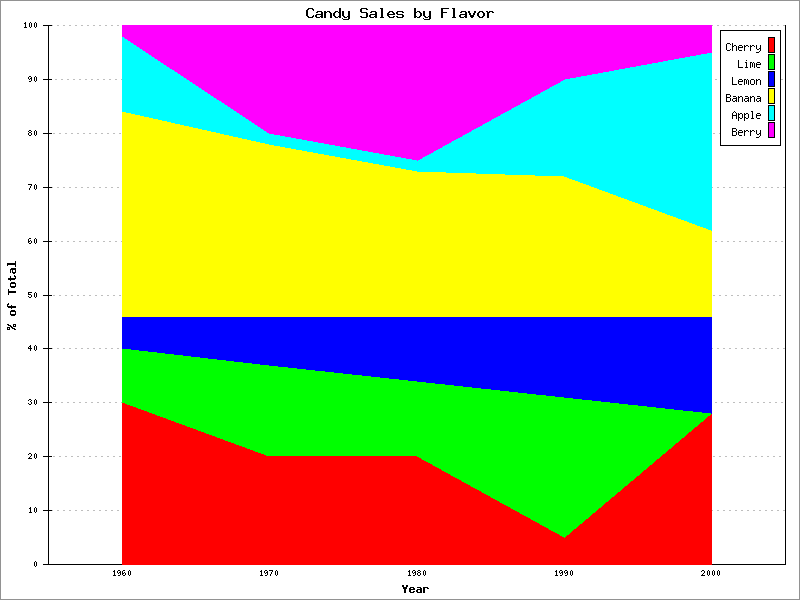 Candy Sales by Flavor
100
90
80
70
60
50
40
30
20
10
0
% of Total
Cherry
Lime
Lemon
Banana
Apple
Berry
1960 1970 1980 1990 2000
Year